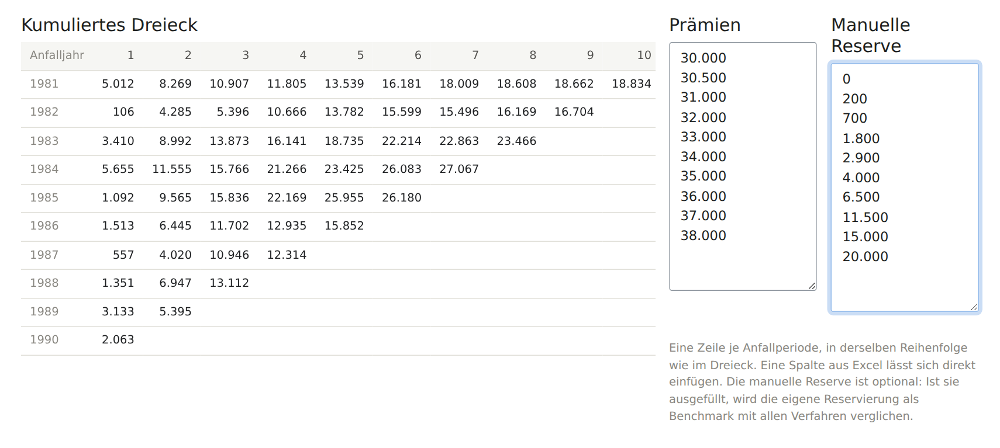 Kumuliertes Dreieck
Anfalljahr 1 2 3 4 5 6 7 8 9 10
1981 5.012 8.269 10.907 11.805 13.539 16.181 18.009 18.608 18.662 18.834
1982 106 4.285 5.396 10.666 13.782 15.599 15.496 16.169 16.704
1983 3.410 8.992 13.873 16.141 18.735 22.214 22.863 23.466
1984 5.655 11.555 15.766 21.266 23.425 26.083 27.067
1985 1.092 9.565 15.836 22.169 25.955 26.180
1986 1.513 6.445 11.702 12.935 15.852
1987 557 4.020 10.946 12.314
1988 1.351 6.947 13.112
1989 3.133 5.395
1990 2.063
Prämien
30.000
30.500
31.000
32.000
33.000
34.000
35.000
36.000
37.000
38.000
Manuelle
Reserve
0
200
700
1.800
2.900
4.000
6.500
11.500
15.000
20.000
Eine Zeile je Anfallperiode, in derselben Reihenfolge
wie im Dreieck. Eine Spalte aus Excel lässt sich direkt
einfügen. Die manuelle Reserve ist optional: Ist sie
ausgefüllt, wird die eigene Reservierung als
Benchmark mit allen Verfahren verglichen.